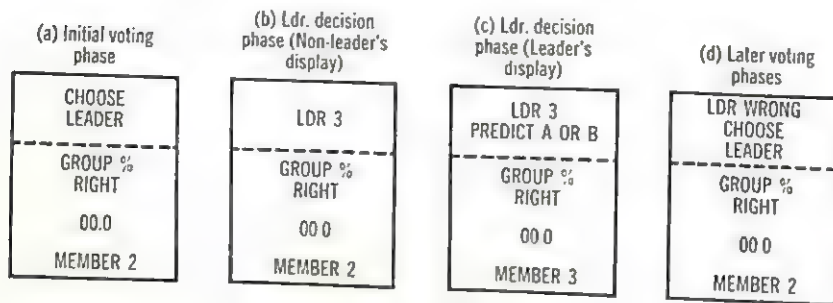 (a) Initial voting
phase
CHOOSE
LEADER
GROUP %
RIGHT
00.0
MEMBER 2
(b) Ldr. decision
phase (Non-leader's
display)
LDR 3
GROUP %
RIGHT
00 0
MEMBER 2
(c) Ldr. decision
phase (Leader's
display)
LDR 3
PREDICT A OR B
GROUP %
RIGHT
00 0
MEMBER 3
(d) Later voting
phases
LDR WRONG
CHOOSE
LEADER
GROUP %
RIGHT
00 0
MEMBER 2